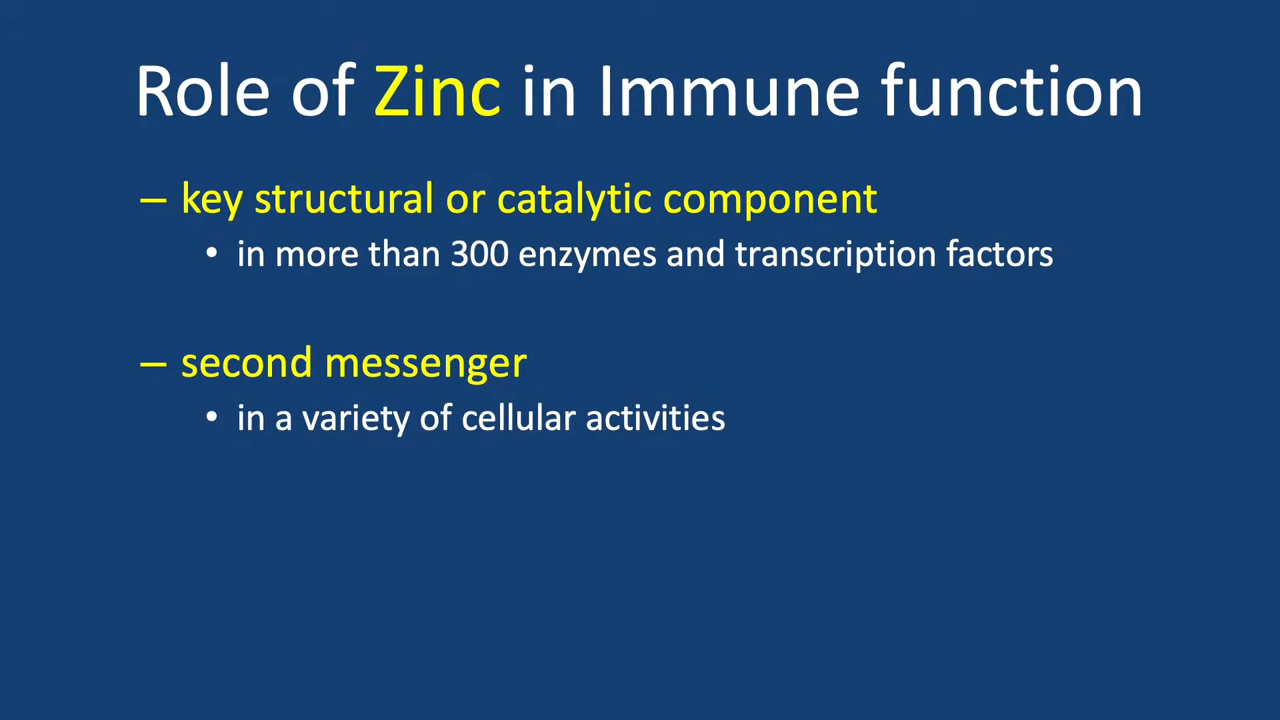 Role of Zinc in Immune function
– key structural or catalytic component
• in more than 300 enzymes and transcription factors
– second messenger
• in a variety of cellular activities